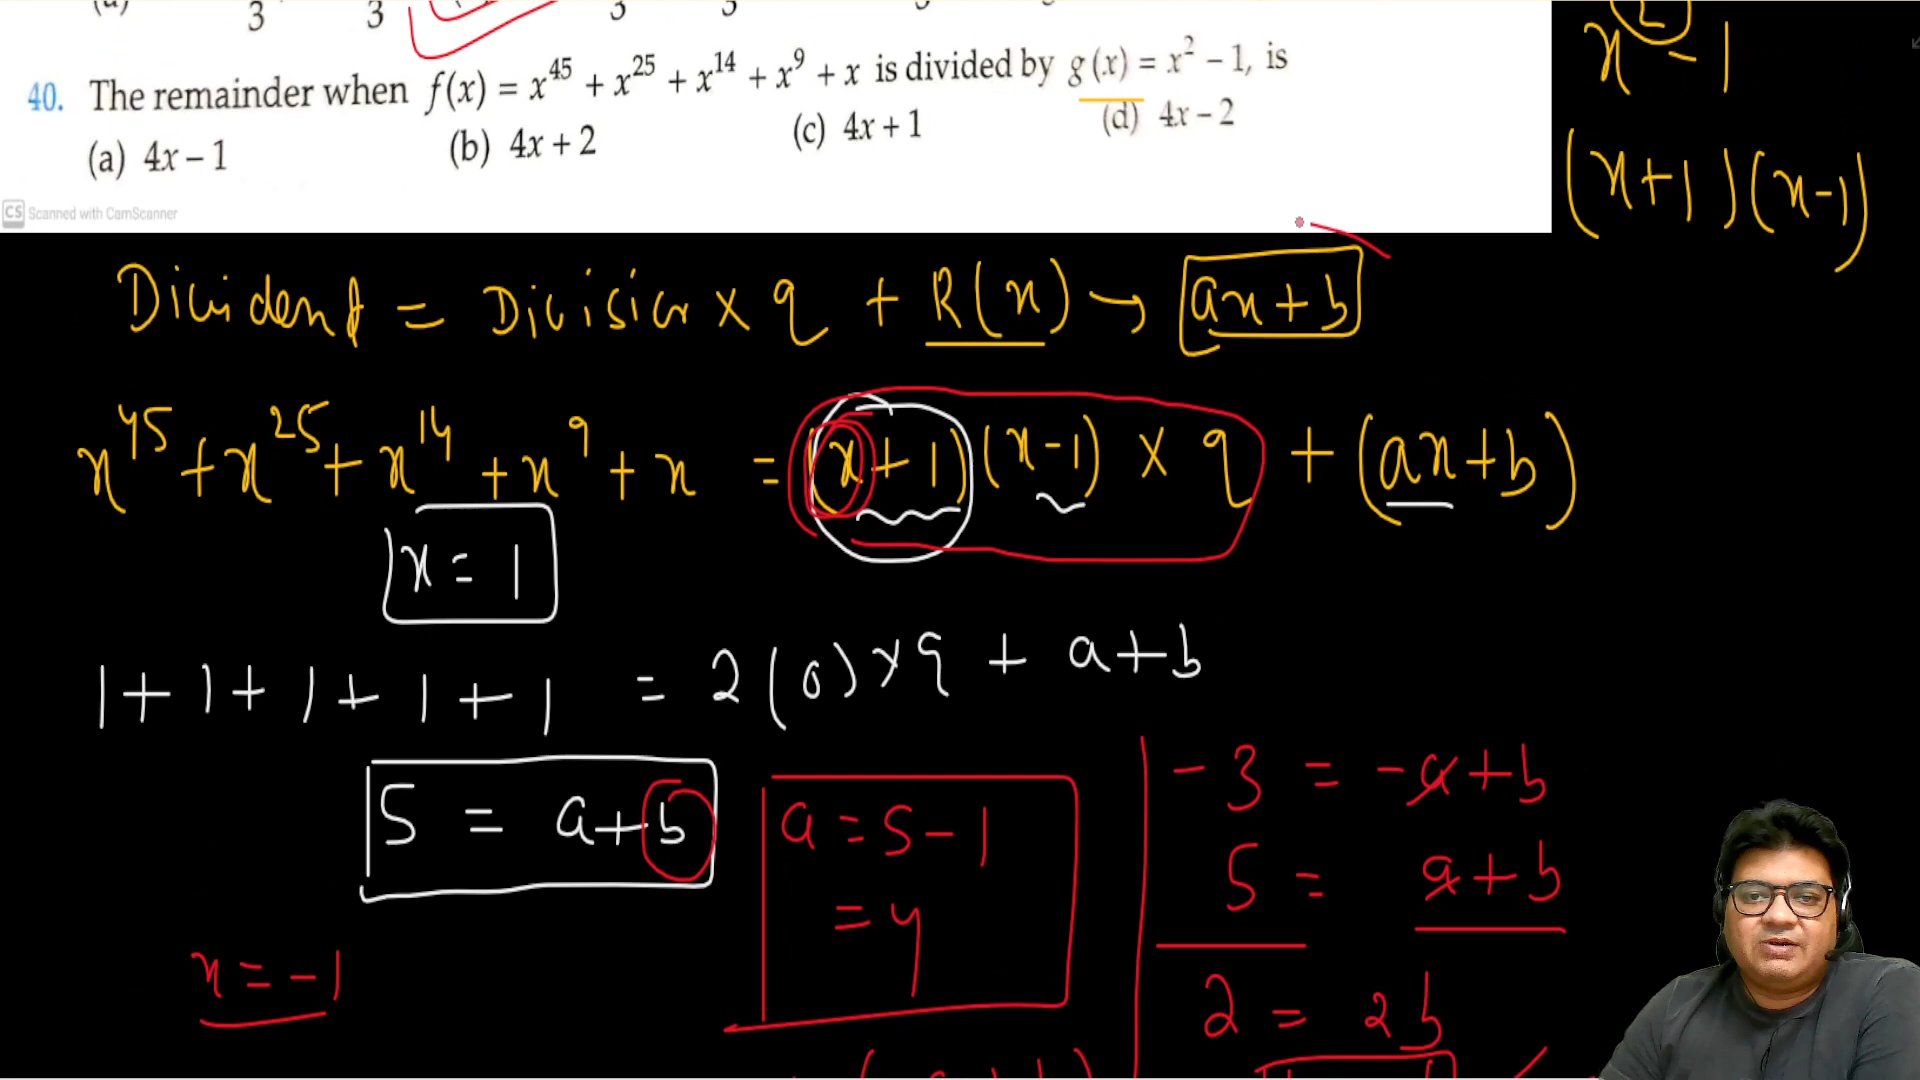 40. The remainder when f(x) = x^45 + x^25 + x^14 + x^9 + x is divided by g(x) = x^2 – 1, is
(a) 4x – 1 (b) 4x + 2 (c) 4x + 1 (d) 4x – 2
CS Scanned with CamScanner
x^2 - 1
(x+1)(x-1)
Dividend = Divisior × q + R(x) → ax+b
x^45 + x^25 + x^14 + x^9 + x = (x+1)(x-1) × q + (ax+b)
x = 1
1+1+1+1+1 = 2(0)×q + a+b
5 = a+b
a = 5-1
= 4
x = -1
-3 = -a+b
5 = a+b
2 = 2b